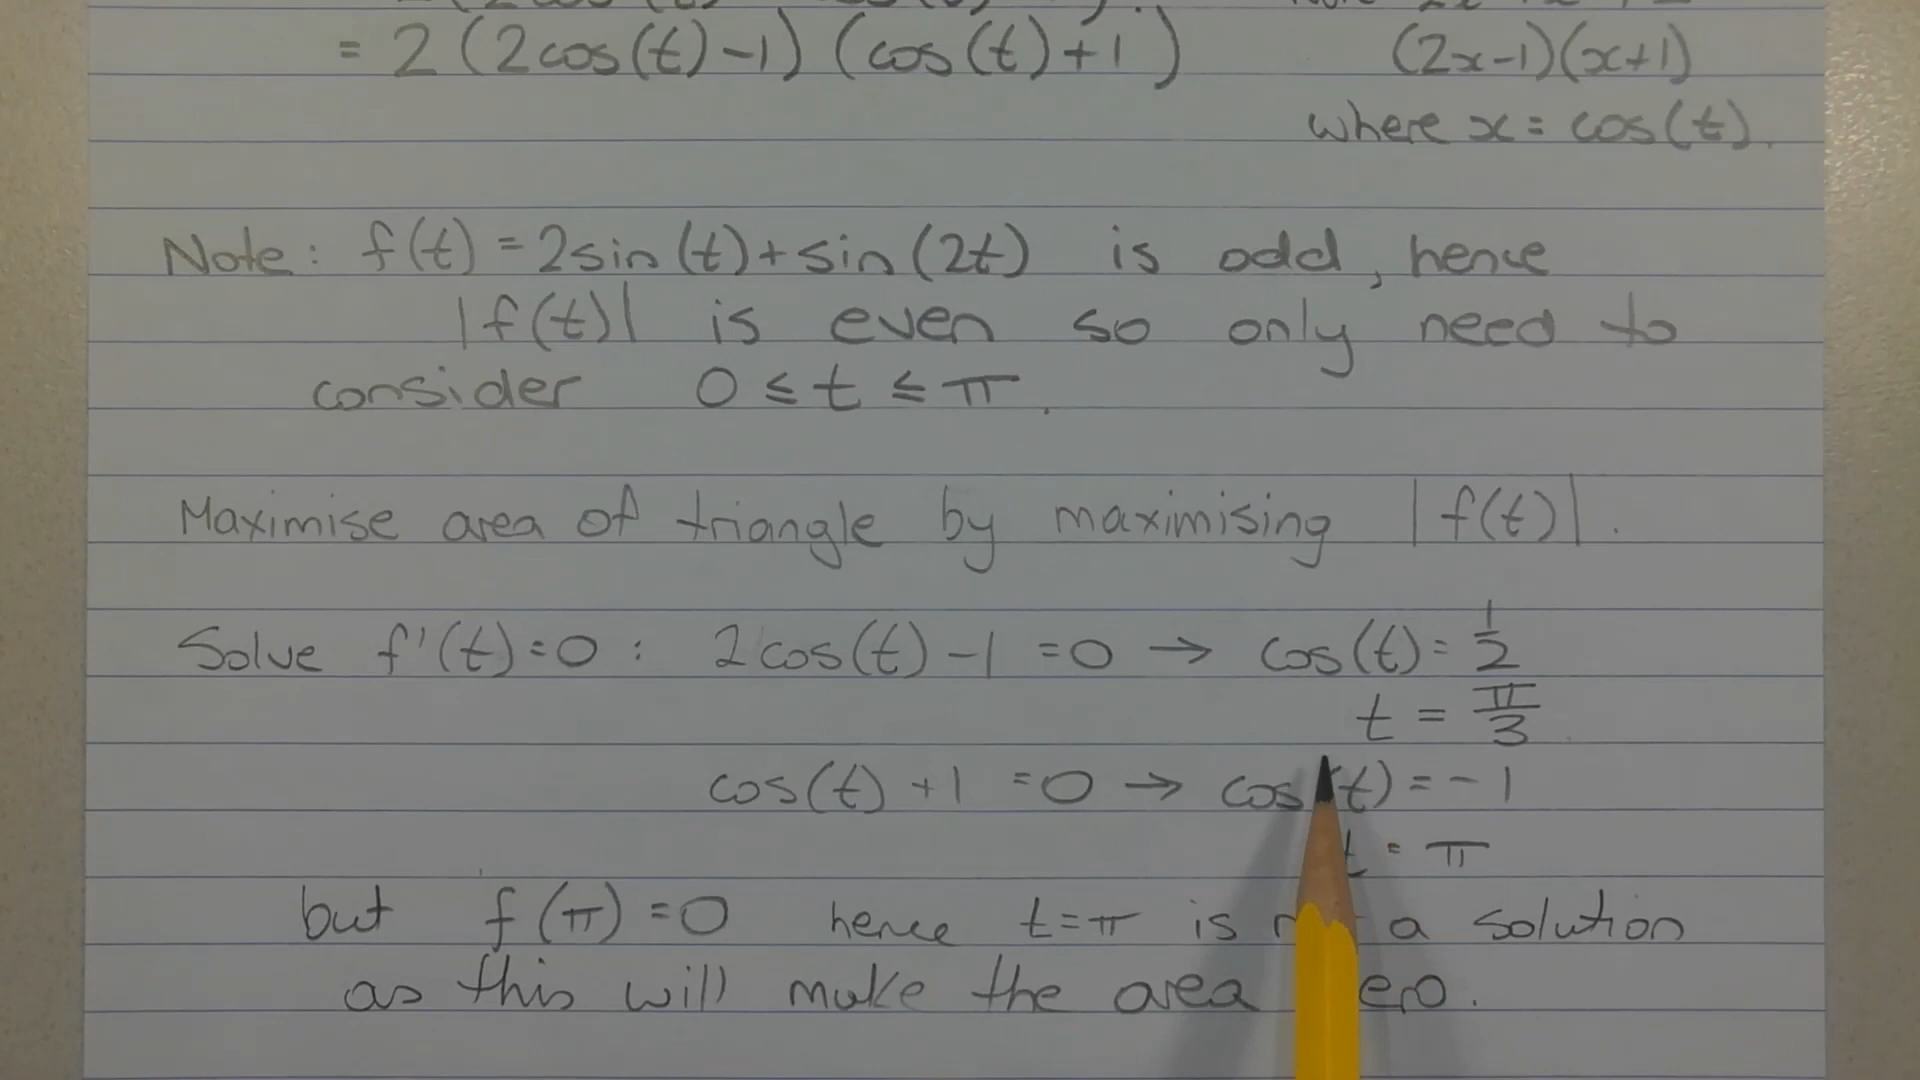 = 2 (2cos(t) -1) (cos(t) +1)
(2x-1)(x+1)
where x = cos(t).
Note: f(t) = 2sin(t) + sin(2t) is odd, hence
|f(t)| is even so only need to
consider 0 ≤ t ≤ π.
Maximise area of triangle by maximising |f(t)|.
Solve f'(t)=0 : 2cos(t) -1 =0 → cos(t) = 1/2
t = π/3
cos(t) +1 =0 → cos(t) = -1
t = π
but f(π) =0 hence t=π is a solution
as this will make the area